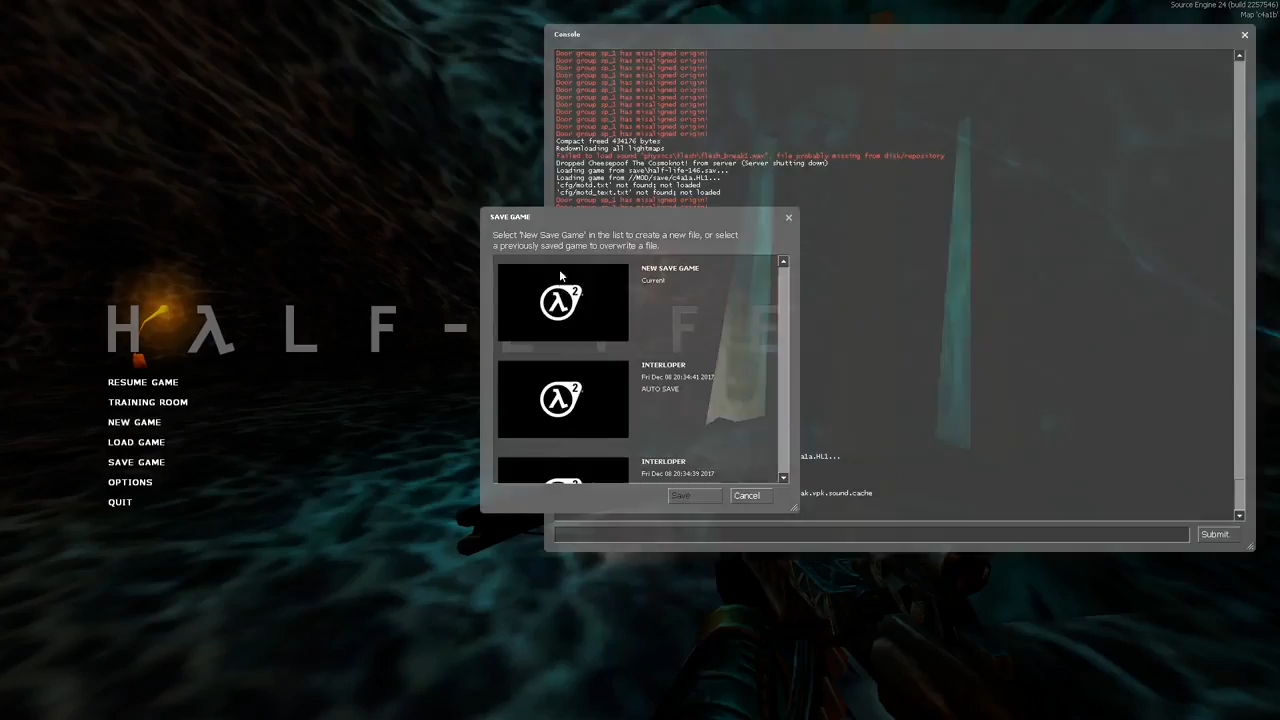 Source Engine 24 (build 2257546)
Map 'c4a1b'
Console
Door group sp_1 has misaligned origin!
Door group sp_1 has misaligned origin!
Door group sp_1 has misaligned origin!
Door group sp_1 has misaligned origin!
Door group sp_1 has misaligned origin!
Door group sp_1 has misaligned origin!
Door group sp_1 has misaligned origin!
Door group sp_1 has misaligned origin!
Door group sp_1 has misaligned origin!
Door group sp_1 has misaligned origin!
Door group sp_1 has misaligned origin!
Door group sp_1 has misaligned origin!
Compact freed 434176 bytes
Redownloading all lightmaps
Failed to load sound "physics\flesh\flesh_break1.wav", file probably missing from disk/repository
Dropped Cheesepoof The Cosmoknot! from server (Server shutting down)
Loading game from save\half-life-146.sav...
Loading game from //MOD/save/c4a1a.HL1...
'cfg/motd.txt' not found; not loaded
'cfg/motd_text.txt' not found; not loaded
Door group sp_1 has misaligned origin!
SAVE GAME
Select 'New Save Game' in the list to create a new file, or select
a previously saved game to overwrite a file.
NEW SAVE GAME
Current
INTERLOPER
Fri Dec 08 20:34:41 2017
AUTO SAVE
INTERLOPER
Fri Dec 08 20:34:39 2017
Save
Cancel
a1a.HL1...
ak.vpk.sound.cache
Submit
HλLF-LIFE
RESUME GAME
TRAINING ROOM
NEW GAME
LOAD GAME
SAVE GAME
OPTIONS
QUIT